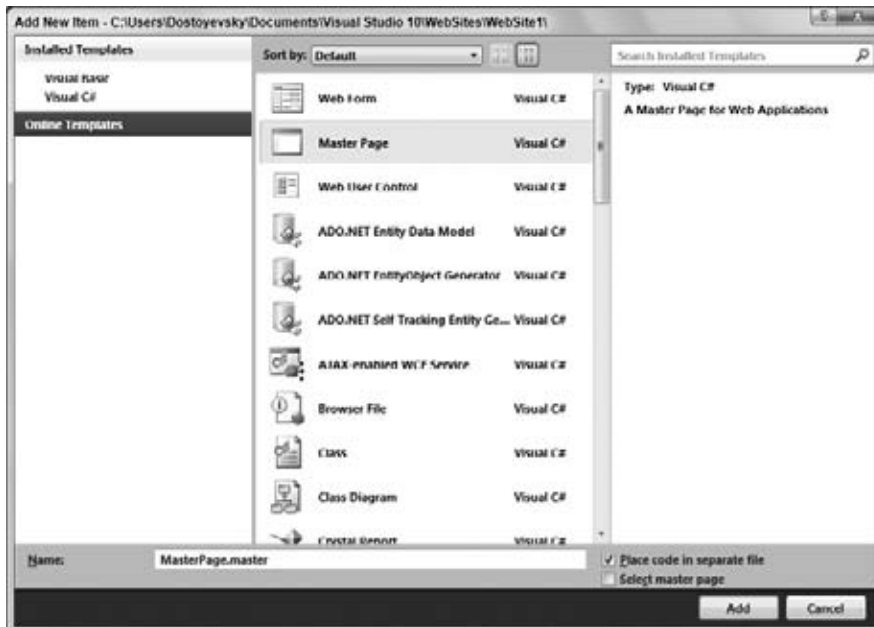 Add New Item - C:\Users\Dostoyevsky\Documents\Visual Studio 10\WebSites\WebSite1\
Installed Templates
Visual Basic
Visual C#
Online Templates
Sort by: Default
Search Installed Templates
Web Form Visual C#
Master Page Visual C#
Web User Control Visual C#
ADO.NET Entity Data Model Visual C#
ADO.NET EntityObject Generator Visual C#
ADO.NET Self Tracking Entity Ge... Visual C#
AJAX-enabled WCF Service Visual C#
Browser File Visual C#
Class Visual C#
Class Diagram Visual C#
Crystal Report Visual C#
Type: Visual C#
A Master Page for Web Applications
Name: MasterPage.master
Place code in separate file
Select master page
Add Cancel